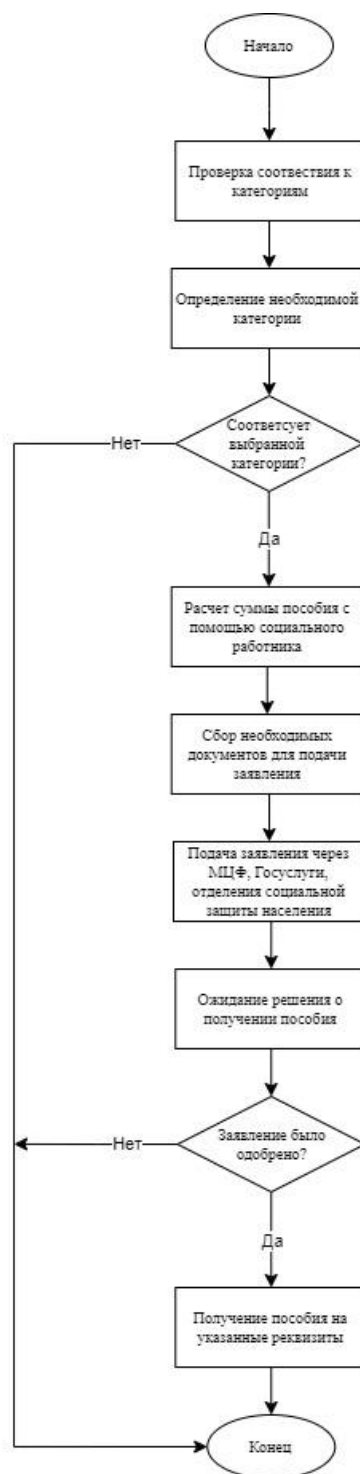 Начало
Проверка соотвествия к
категориям
Определение необходимой
категории
Соответсует
выбранной
категории?
Нет
Да
Расчет суммы пособия с
помощью социального
работника
Сбор необходимых
документов для подачи
заявления
Подача заявления через
МЦФ, Госуслуги,
отделения социальной
защиты населения
Ожидание решения о
получении пособия
Заявление было
одобрено?
Нет
Да
Получение пособия на
указанные реквизиты
Конец